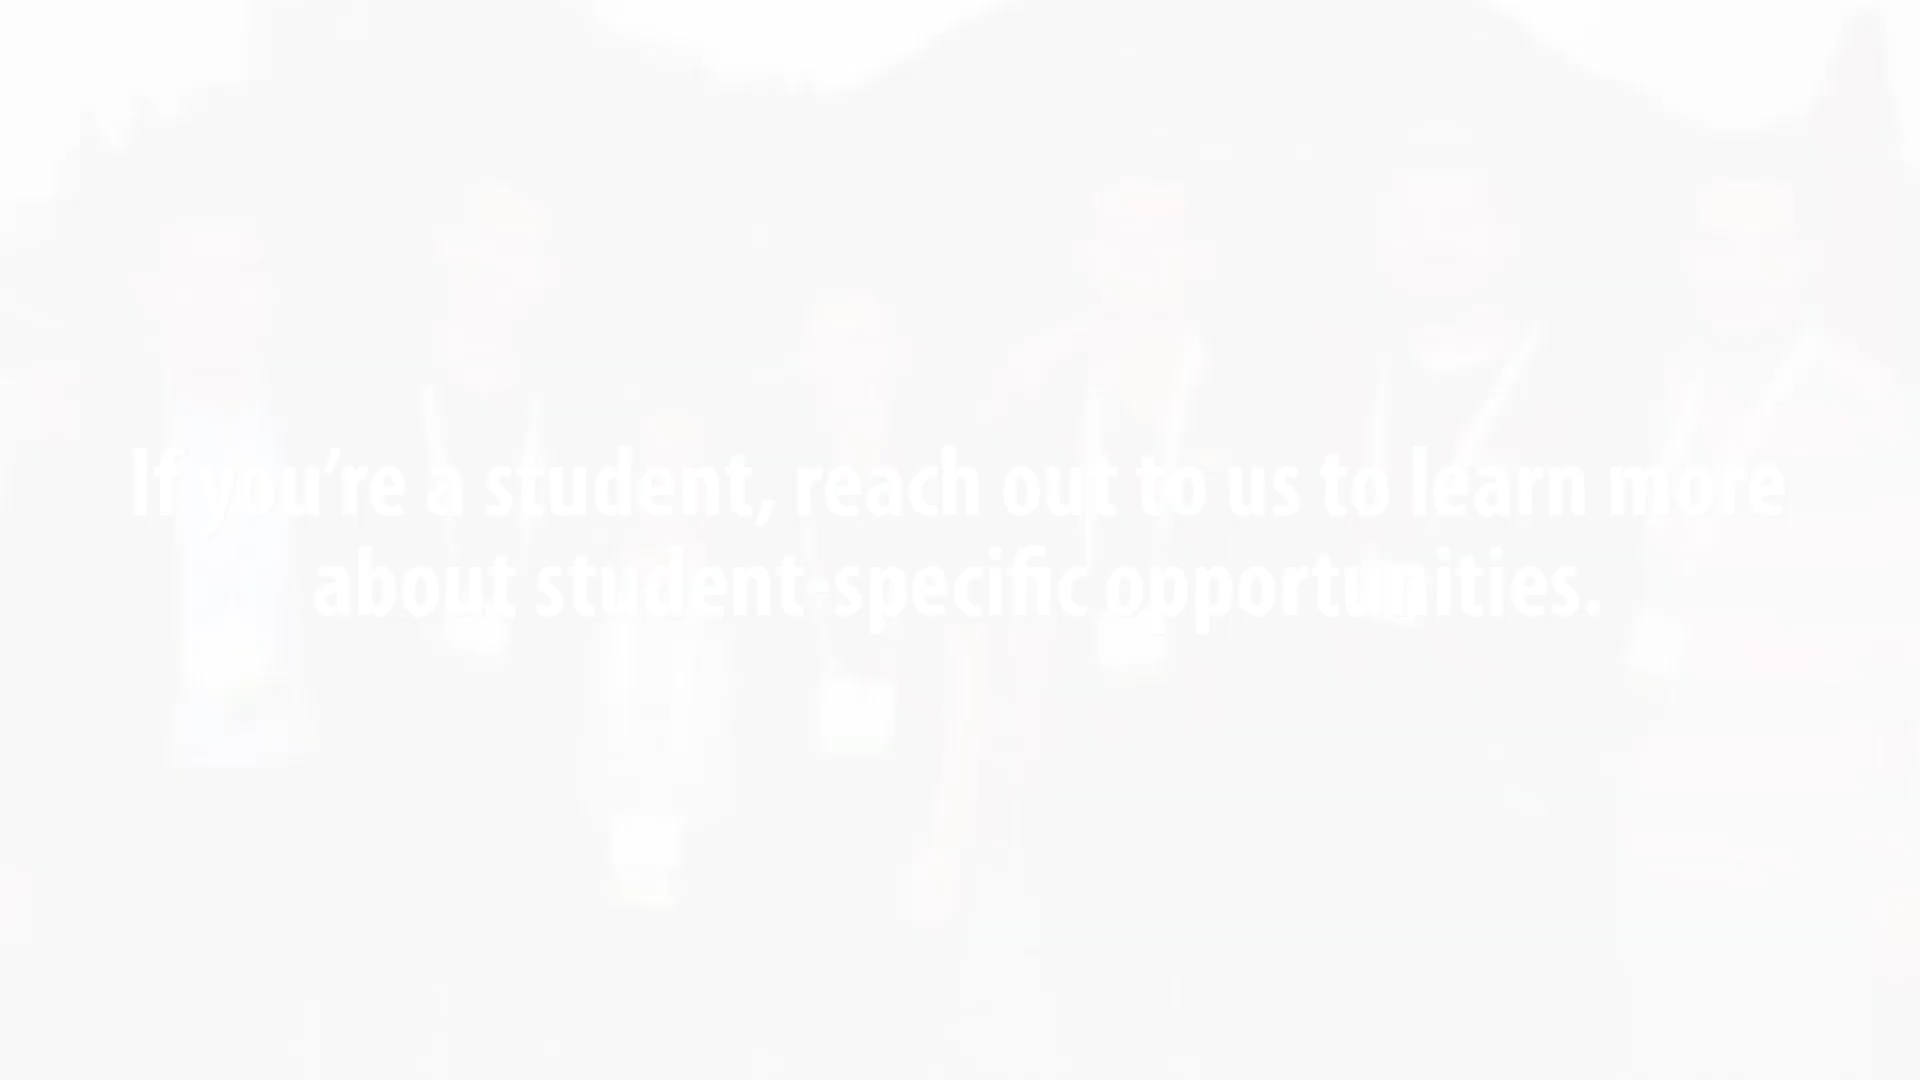 If you’re a student, reach out to us to learn more
about student-specific opportunities.